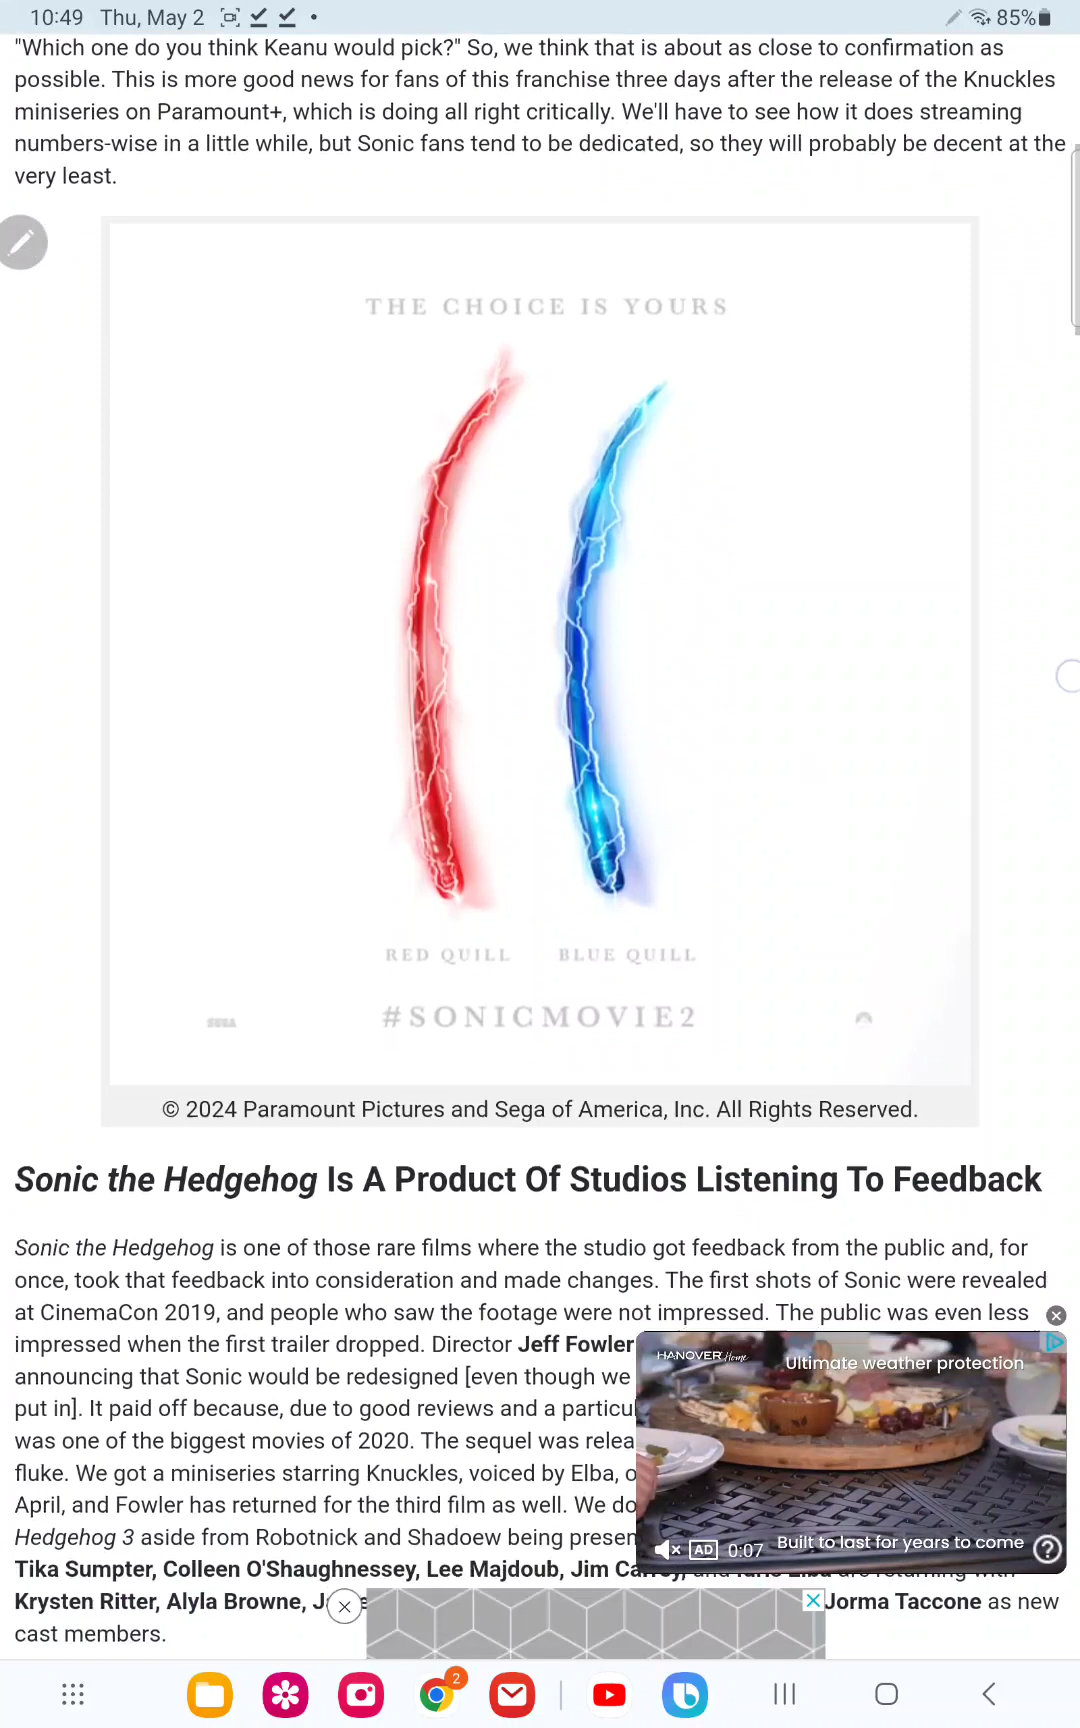 10:49 Thu, May 2
85%
"Which one do you think Keanu would pick?" So, we think that is about as close to confirmation as
possible. This is more good news for fans of this franchise three days after the release of the Knuckles
miniseries on Paramount+, which is doing all right critically. We'll have to see how it does streaming
numbers-wise in a little while, but Sonic fans tend to be dedicated, so they will probably be decent at the
very least.
THE CHOICE IS YOURS
RED QUILL BLUE QUILL
SEGA
#SONICMOVIE2
© 2024 Paramount Pictures and Sega of America, Inc. All Rights Reserved.
Sonic the Hedgehog Is A Product Of Studios Listening To Feedback
Sonic the Hedgehog is one of those rare films where the studio got feedback from the public and, for
once, took that feedback into consideration and made changes. The first shots of Sonic were revealed
at CinemaCon 2019, and people who saw the footage were not impressed. The public was even less
impressed when the first trailer dropped. Director Jeff Fowler
announcing that Sonic would be redesigned [even though we
put in]. It paid off because, due to good reviews and a particul
was one of the biggest movies of 2020. The sequel was relea
fluke. We got a miniseries starring Knuckles, voiced by Elba, o
April, and Fowler has returned for the third film as well. We do
Hedgehog 3 aside from Robotnick and Shadoew being presen
Tika Sumpter, Colleen O'Shaughnessey, Lee Majdoub, Jim
Krysten Ritter, Alyla Browne, Jorma Taccone as new
cast members.
HANOVER Home
Ultimate weather protection
Built to last for years to come
AD 0:07
2